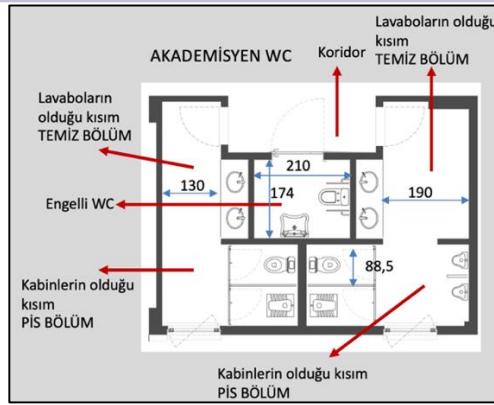 AKADEMİSYEN WC
Koridor
Lavaboların olduğu
kısım
TEMİZ BÖLÜM
Lavaboların
olduğu kısım
TEMİZ BÖLÜM
210
130
174
190
Engelli WC
88,5
Kabinlerin olduğu
kısım
PİS BÖLÜM
Kabinlerin olduğu kısım
PİS BÖLÜM